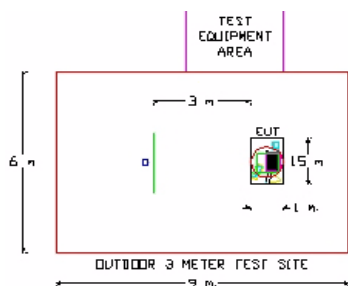 TEST
EQUIPMENT
AREA
3 m
EUT
6 m
1.5 m
1 m
OUTDOOR 3 METER TEST SITE
9 m